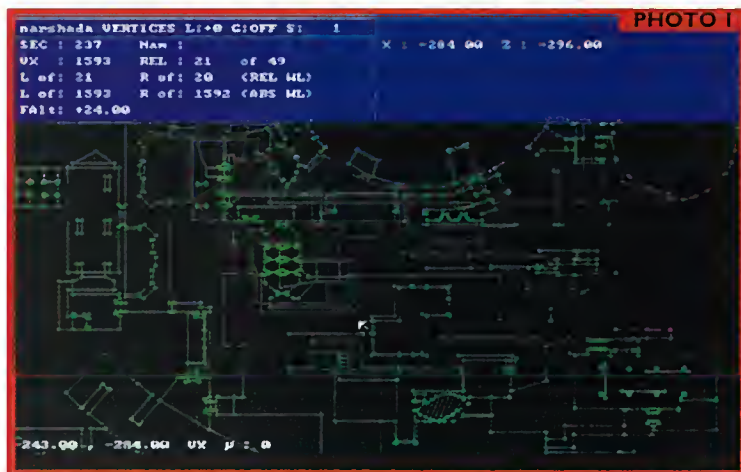 PHOTO I
narshada VERTICES L:+0 G:OFF S: 1
SEC : 237 Nam :
VX : 1593 REL : 21 of 49
X : -284.00 Z : -296.00
L of: 21 R of: 20 (REL WL)
L of: 1593 R of: 1592 (ABS WL)
FAlt: +24.00
-243.00 , -284.00 VX # : 0